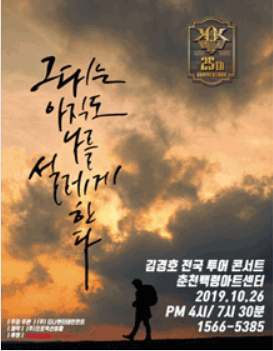 그대는
아직도
나를
설레게
한다
25th
김경호 전국 투어 콘서트
춘천백령아트센터
2019.10.26
PM 4시/ 7시 30분
1566-5385